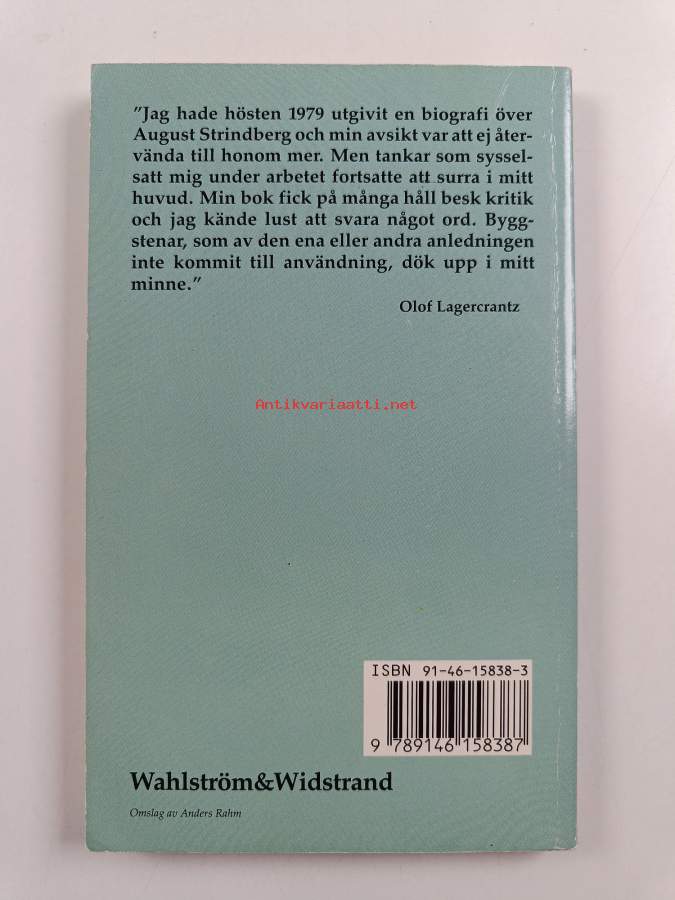 ”Jag hade hösten 1979 utgivit en biografi över
August Strindberg och min avsikt var att ej åter-
vända till honom mer. Men tankar som syssel-
satt mig under arbetet fortsatte att surra i mitt
huvud. Min bok fick på många håll besk kritik
och jag kände lust att svara något ord. Bygg-
stenar, som av den ena eller andra anledningen
inte kommit till användning, dök upp i mitt
minne.”
Olof Lagercrantz
Antikvariaatti.net
ISBN 91-46-15838-3
9 789146 158387
Wahlström&Widstrand
Omslag av Anders Rahm